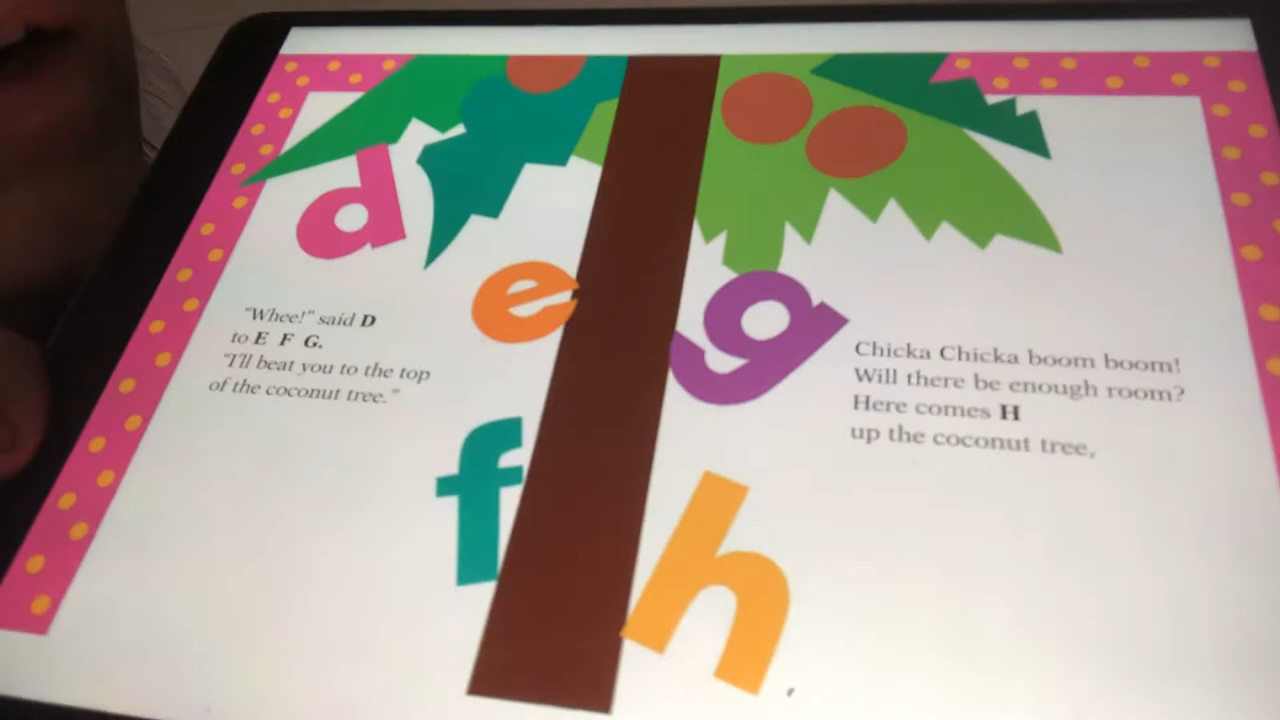 d
e
g
f
h
"Whee!" said D
to E F G.
"I'll beat you to the top
of the coconut tree."
Chicka Chicka boom boom!
Will there be enough room?
Here comes H
up the coconut tree,